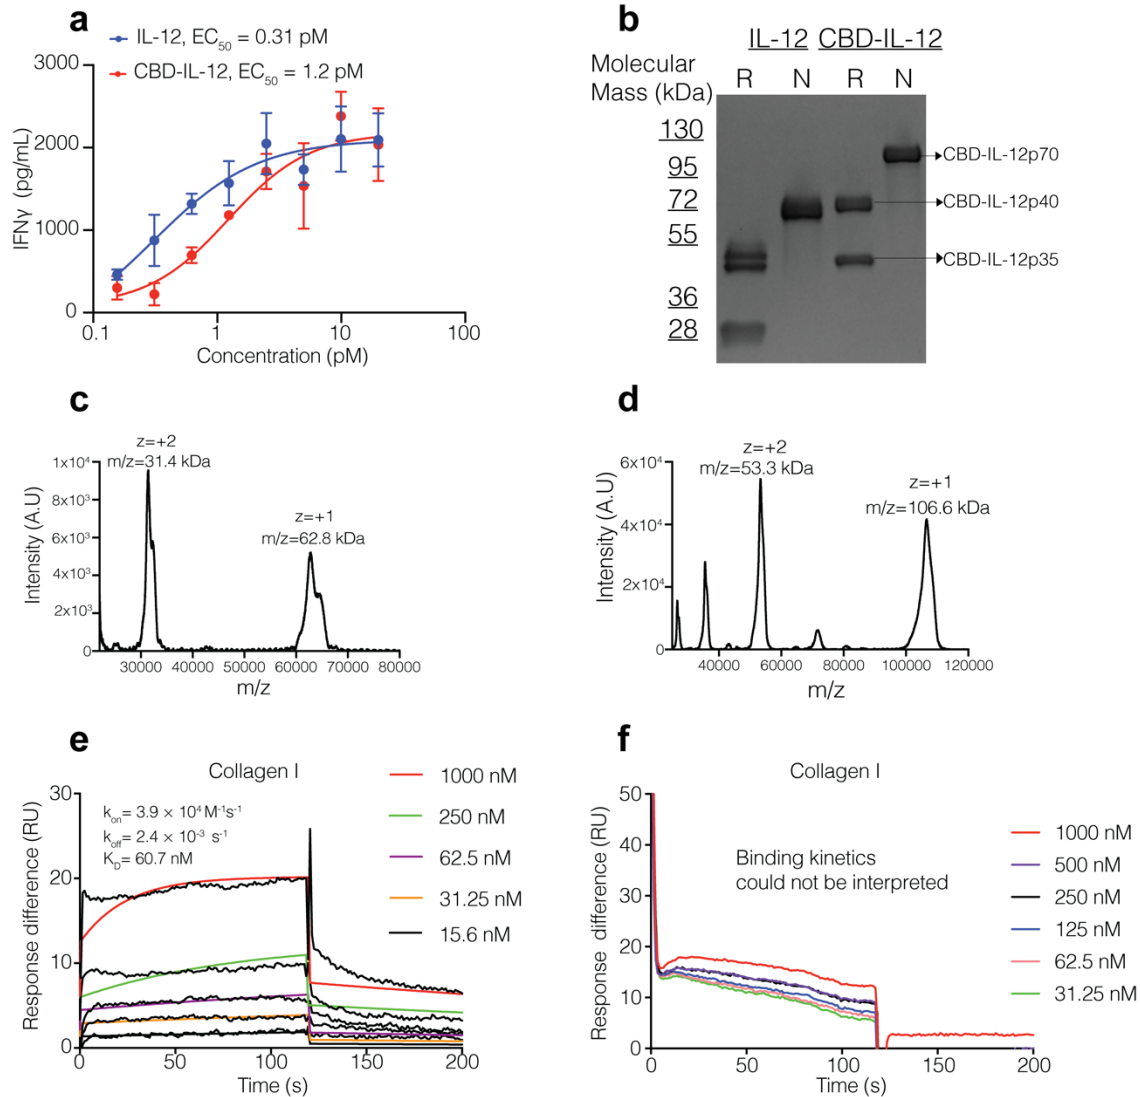 a
IL-12, EC50 = 0.31 pM
CBD-IL-12, EC50 = 1.2 pM
3000
2000
1000
0
IFNγ (pg/mL)
0.1
1
10
100
Concentration (pM)
b
IL-12 CBD-IL-12
Molecular
Mass (kDa)
R N R N
130
95
72
55
36
28
CBD-IL-12p70
CBD-IL-12p40
CBD-IL-12p35
c
z=+2
m/z=31.4 kDa
z=+1
m/z=62.8 kDa
1x10⁴
8x10³
6x10³
4x10³
2x10³
0
Intensity (A.U)
30000 40000 50000 60000 70000 80000
m/z
d
z=+2
m/z=53.3 kDa
z=+1
m/z=106.6 kDa
6x10⁴
4x10⁴
2x10⁴
0
Intensity (A.U)
40000 60000 80000 100000 120000
m/z
e
Collagen I
kon= 3.9 × 10⁴ M⁻¹s⁻¹
koff= 2.4 × 10⁻³ s⁻¹
KD= 60.7 nM
30
20
10
0
Response difference (RU)
0 50 100 150 200
Time (s)
1000 nM
250 nM
62.5 nM
31.25 nM
15.6 nM
f
Collagen I
Binding kinetics
could not be interpreted
50
40
30
20
10
0
Response difference (RU)
0 50 100 150 200
Time (s)
1000 nM
500 nM
250 nM
125 nM
62.5 nM
31.25 nM